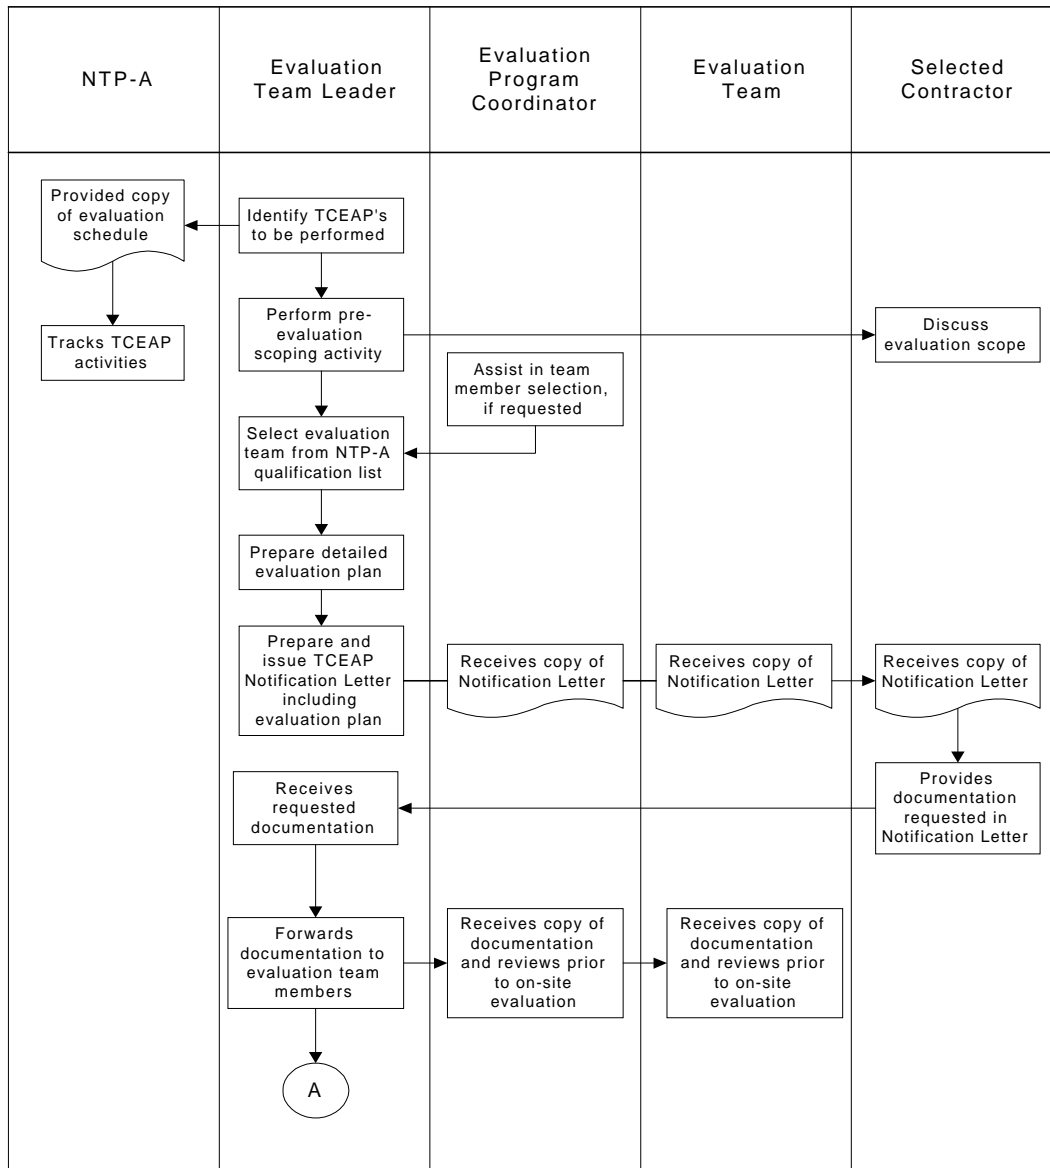 NTP-A
Evaluation
Team Leader
Evaluation
Program
Coordinator
Evaluation
Team
Selected
Contractor
Provided copy
of evaluation
schedule
Identify TCEAP's
to be performed
Tracks TCEAP
activities
Perform pre-
evaluation
scoping activity
Discuss
evaluation scope
Assist in team
member selection,
if requested
Select evaluation
team from NTP-A
qualification list
Prepare detailed
evaluation plan
Prepare and
issue TCEAP
Notification Letter
including
evaluation plan
Receives copy of
Notification Letter
Receives copy of
Notification Letter
Receives copy of
Notification Letter
Provides
documentation
requested in
Notification Letter
Receives
requested
documentation
Forwards
documentation to
evaluation team
members
Receives copy of
documentation
and reviews prior
to on-site
evaluation
Receives copy of
documentation
and reviews prior
to on-site
evaluation
A